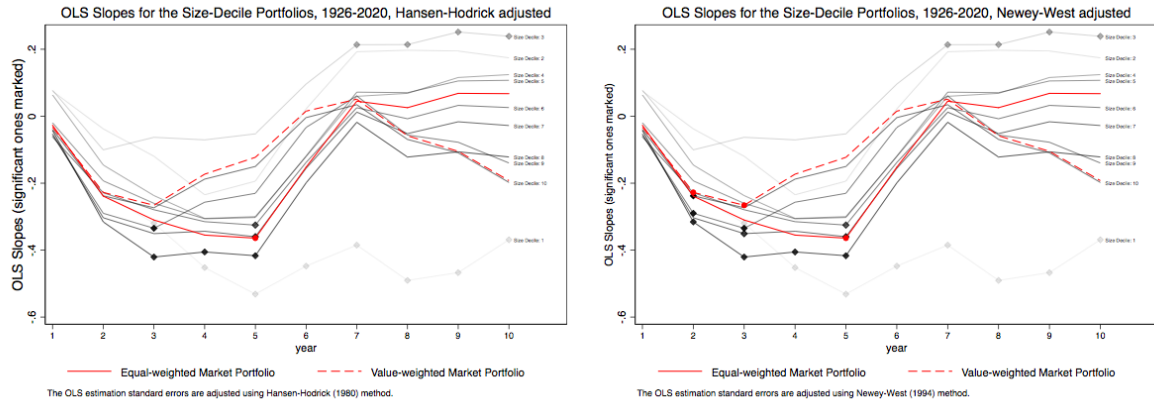 OLS Slopes for the Size-Decile Portfolios, 1926-2020, Hansen-Hodrick adjusted
OLS Slopes (significant ones marked)
.2
0
-.2
-.4
-.6
Size Decile: 3
Size Decile: 2
Size Decile: 4
Size Decile: 5
Size Decile: 6
Size Decile: 7
Size Decile: 8
Size Decile: 9
Size Decile: 10
Size Decile: 1
1 2 3 4 5 6 7 8 9 10
year
Equal-weighted Market Portfolio Value-weighted Market Portfolio
The OLS estimation standard errors are adjusted using Hansen-Hodrick (1980) method.
OLS Slopes for the Size-Decile Portfolios, 1926-2020, Newey-West adjusted
OLS Slopes (significant ones marked)
.2
0
-.2
-.4
-.6
Size Decile: 3
Size Decile: 2
Size Decile: 4
Size Decile: 5
Size Decile: 6
Size Decile: 7
Size Decile: 8
Size Decile: 9
Size Decile: 10
Size Decile: 1
1 2 3 4 5 6 7 8 9 10
year
Equal-weighted Market Portfolio Value-weighted Market Portfolio
The OLS estimation standard errors are adjusted using Newey-West (1994) method.